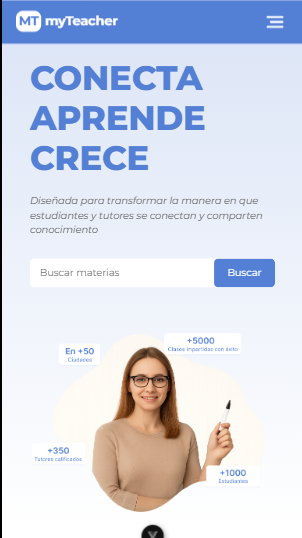 MT myTeacher
CONECTA
APRENDE
CRECE
Diseñada para transformar la manera en que
estudiantes y tutores se conectan y comparten
conocimiento
Buscar materias
Buscar
+5000
Clases impartidas con éxito
En +50
Ciudades
+350
Tutores calificados
+1000
Estudiantes